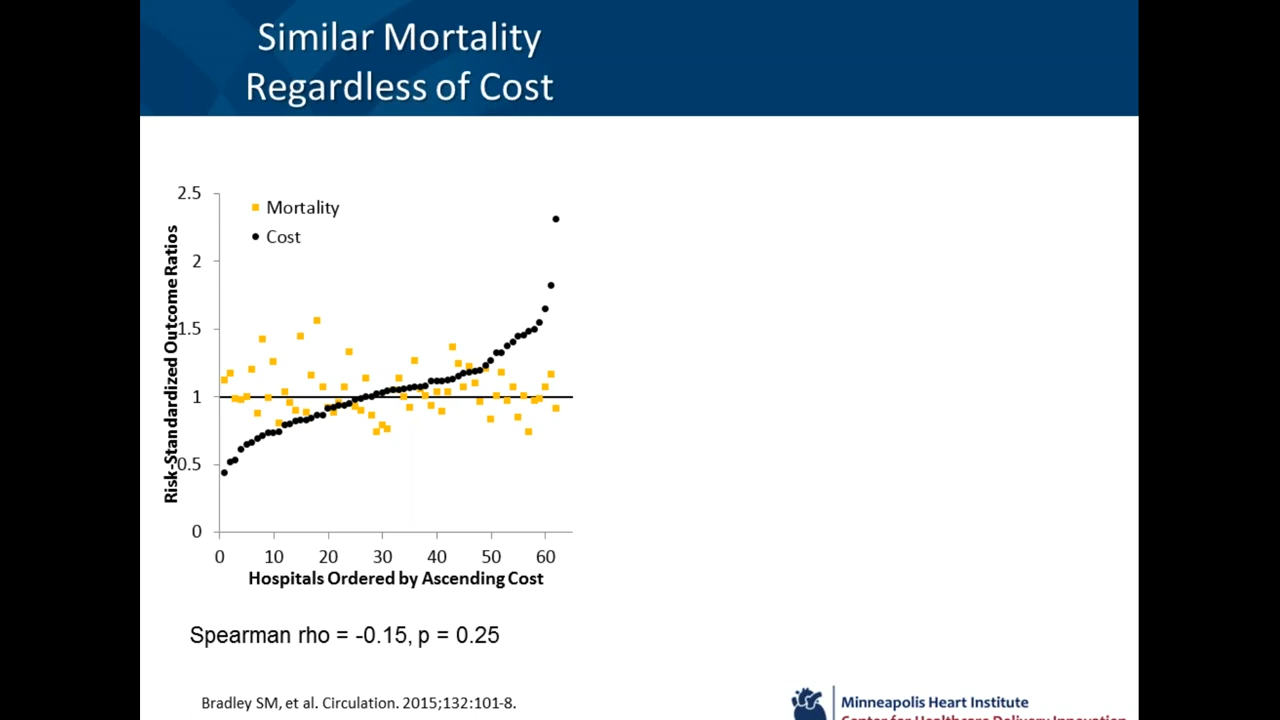 Similar Mortality
Regardless of Cost
2.5
2
1.5
1
0.5
0
Mortality
Cost
Risk-Standardized Outcome Ratios
0 10 20 30 40 50 60
Hospitals Ordered by Ascending Cost
Spearman rho = -0.15, p = 0.25
Bradley SM, et al. Circulation. 2015;132:101-8.
Minneapolis Heart Institute
Center for Healthcare Delivery Innovation